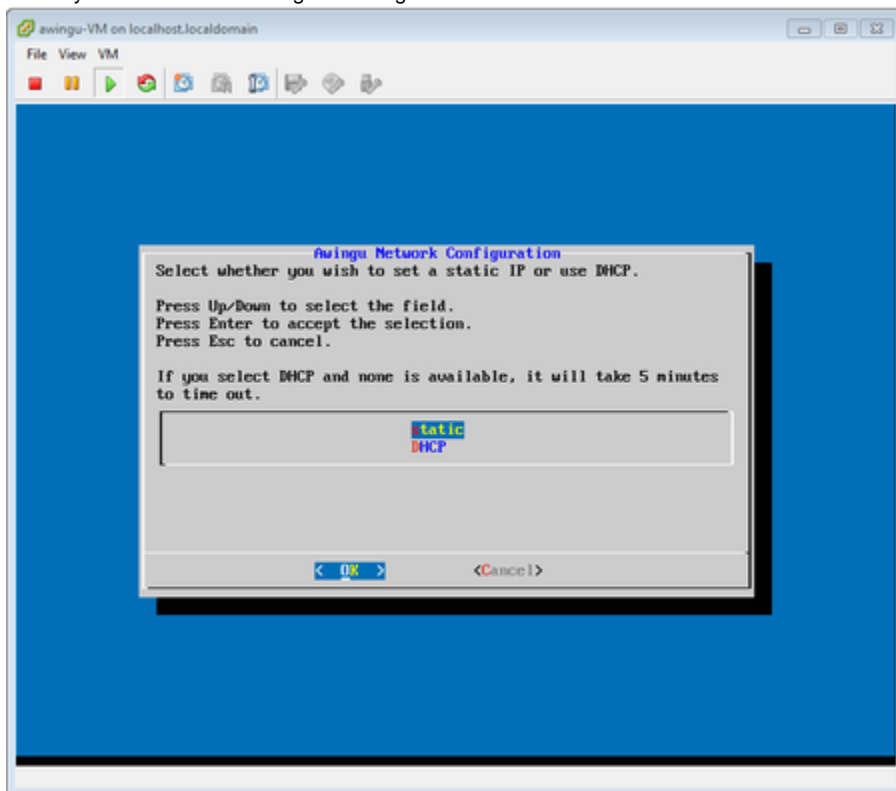 awingu-VM on localhost.localdomain
File View VM
Awingu Network Configuration
Select whether you wish to set a static IP or use DHCP.
Press Up/Down to select the field.
Press Enter to accept the selection.
Press Esc to cancel.
If you select DHCP and none is available, it will take 5 minutes
to time out.
static
DHCP
< OK > <Cancel>